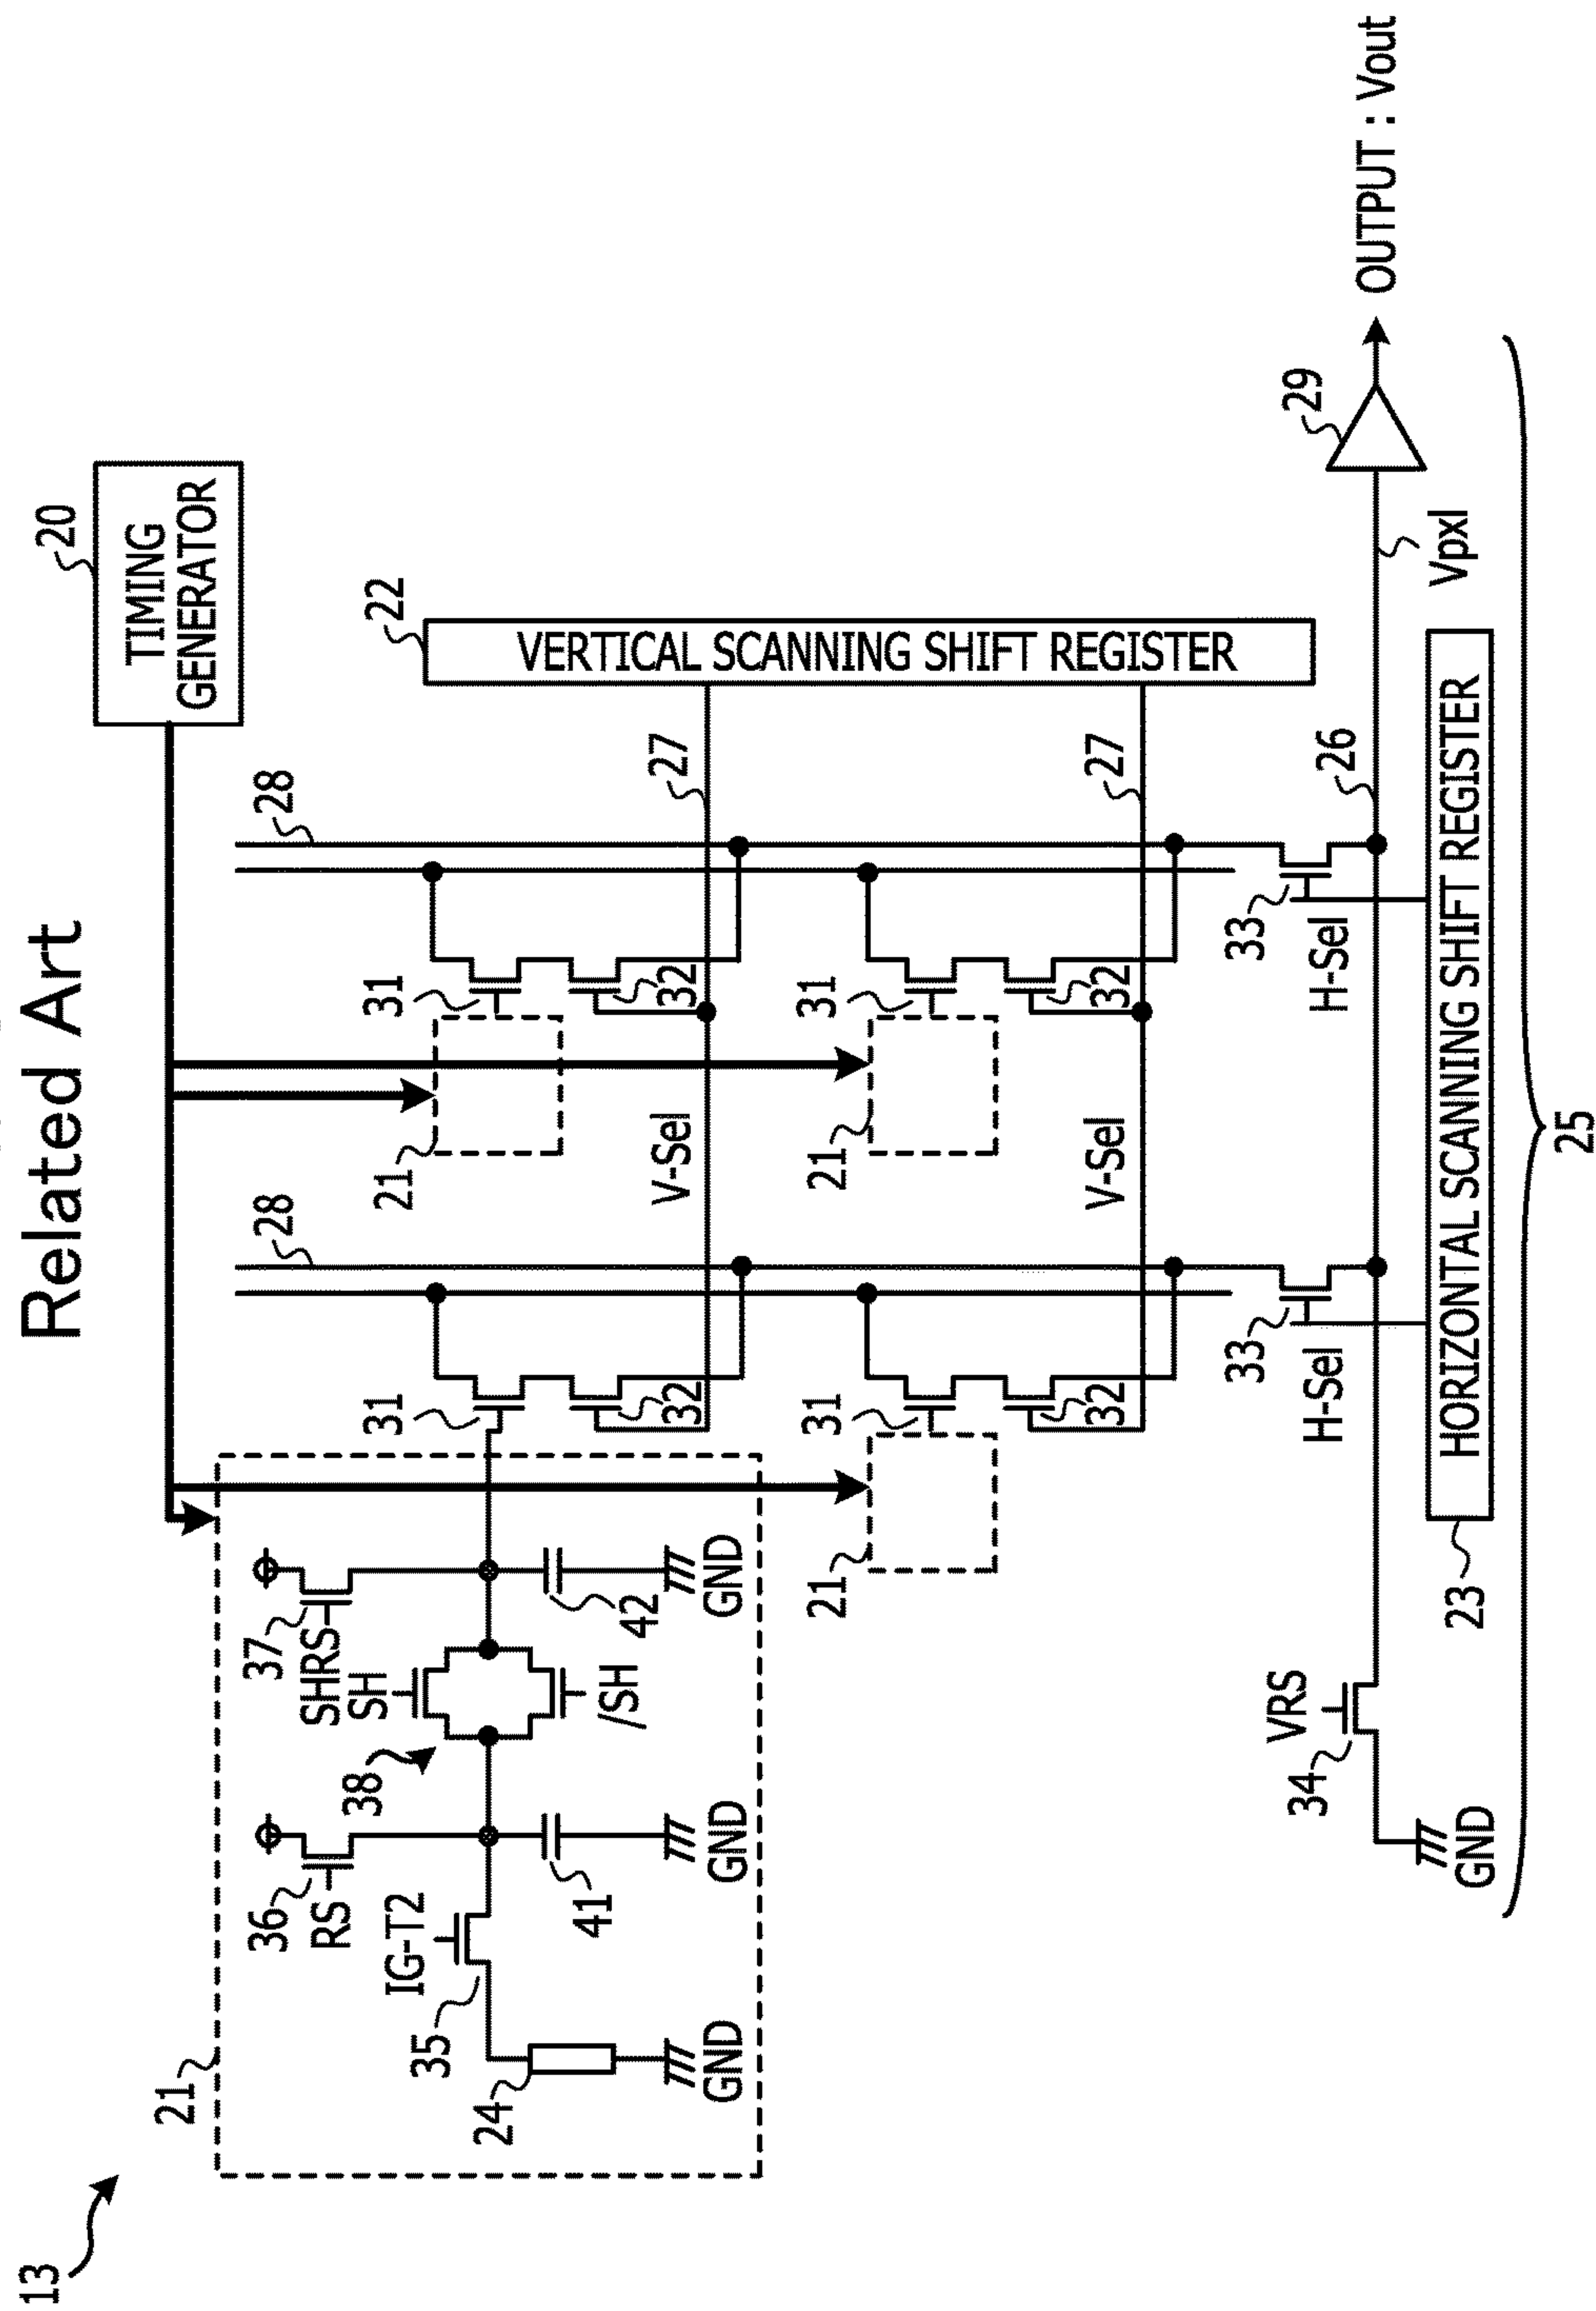 Related Art
13
20
TIMING
GENERATOR
21
37
SHRS
SH
/SH
38
36
RS
IG-T2
35
24
41
42
GND
GND
GND
28
28
31
32
31
32
22
VERTICAL SCANNING SHIFT REGISTER
27
21
V-Sel
31
32
31
32
27
21
21
V-Sel
33
H-Sel
33
H-Sel
26
29
OUTPUT : Vout
Vpxl
VRS
34
GND
23
HORIZONTAL SCANNING SHIFT REGISTER
25